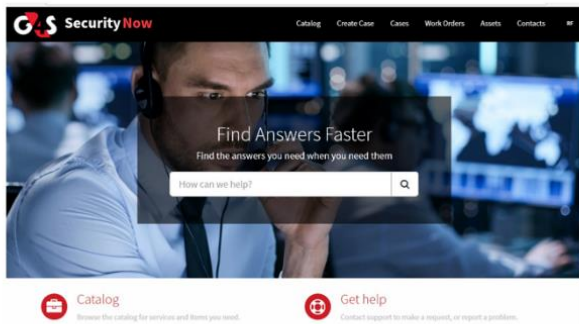 G4S SecurityNow
Catalog Create Case Cases Work Orders Assets Contacts RF
Find Answers Faster
Find the answers you need when you need them
How can we help?
Catalog
Browse the catalog for services and items you need.
Get help
Contact support to make a request, or report a problem.